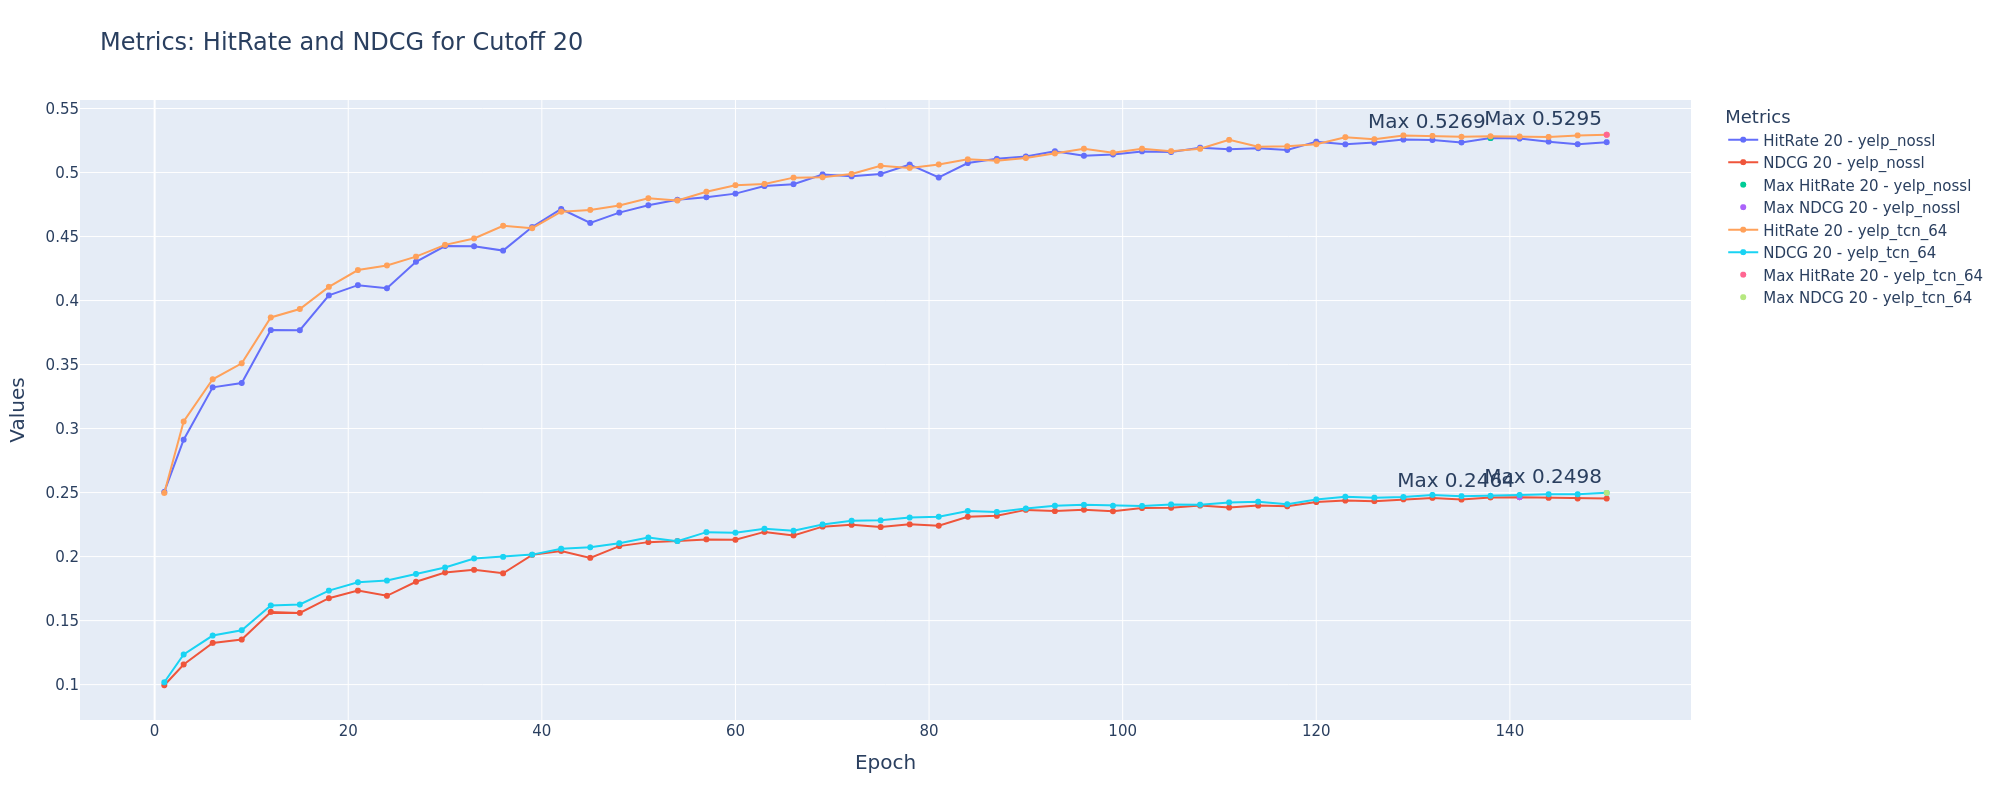 Metrics: HitRate and NDCG for Cutoff 20
Values
0.55
0.5
0.45
0.4
0.35
0.3
0.25
0.2
0.15
0.1
Max 0.5269
Max 0.5295
Max 0.2464
Max 0.2498
0 20 40 60 80 100 120 140
Epoch
Metrics
HitRate 20 - yelp_nossl
NDCG 20 - yelp_nossl
Max HitRate 20 - yelp_nossl
Max NDCG 20 - yelp_nossl
HitRate 20 - yelp_tcn_64
NDCG 20 - yelp_tcn_64
Max HitRate 20 - yelp_tcn_64
Max NDCG 20 - yelp_tcn_64